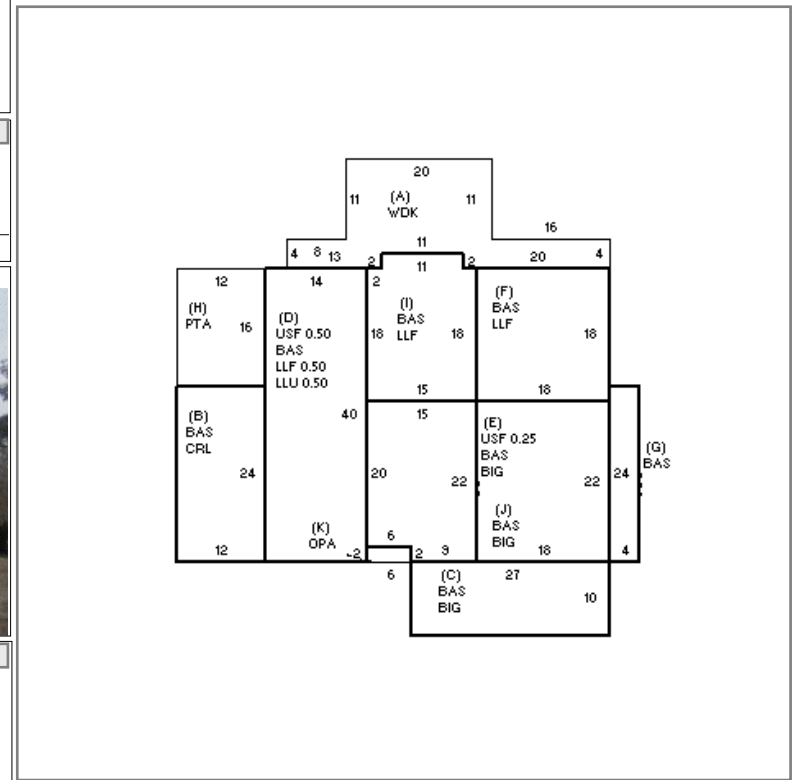 20
11
(A)
11
WDK
16
11
4
8
13
2
11
2
20
4
12
14
2
(H)
PTA
16
(D)
USF 0.50
BAS
LLF 0.50
LLU 0.50
(I)
BAS
LLF
18
18
(F)
BAS
LLF
18
15
18
(B)
BAS
CRL
24
40
15
20
22
(E)
USF 0.25
BAS
BIG
22
24
(G)
BAS
(J)
BAS
BIG
(K)
OPA
12
2
6
2
9
18
4
6
(C)
BAS
BIG
27
10